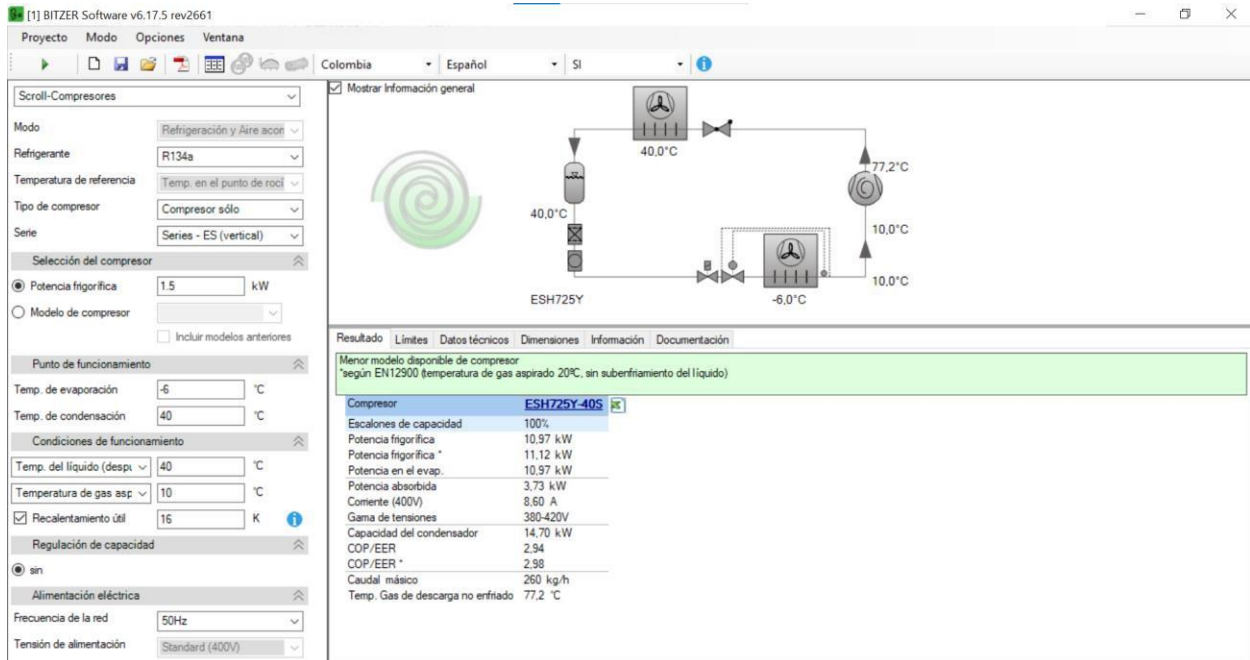 [1] BITZER Software v6.17.5 rev2661
Proyecto Modo Opciones Ventana
Colombia Español SI
Scroll-Compresores
Modo Refrigeración y Aire acon
Refrigerante R134a
Temperatura de referencia Temp. en el punto de rocí
Tipo de compresor Compresor sólo
Serie Series - ES (vertical)
Selección del compresor
Potencia frigorífica 1.5 kW
Modelo de compresor
Incluir modelos anteriores
Punto de funcionamiento
Temp. de evaporación -6 °C
Temp. de condensación 40 °C
Condiciones de funcionamiento
Temp. del líquido (despu 40 °C
Temperatura de gas asp 10 °C
Recalentamiento útil 16 K
Regulación de capacidad
sin
Alimentación eléctrica
Frecuencia de la red 50Hz
Tensión de alimentación Standard (400V)
Mostrar Información general
40,0°C
77,2°C
40,0°C
10,0°C
10,0°C
ESH725Y
-6,0°C
Resultado Límites Datos técnicos Dimensiones Información Documentación
Menor modelo disponible de compresor
*según EN12900 (temperatura de gas aspirado 20ºC, sin subenfriamiento del líquido)
Compresor ESH725Y-40S
Escalones de capacidad 100%
Potencia frigorífica 10,97 kW
Potencia frigorífica * 11,12 kW
Potencia en el evap. 10,97 kW
Potencia absorbida 3,73 kW
Corriente (400V) 8,60 A
Gama de tensiones 380-420V
Capacidad del condensador 14,70 kW
COP/EER 2,94
COP/EER * 2,98
Caudal másico 260 kg/h
Temp. Gas de descarga no enfriado 77,2 °C